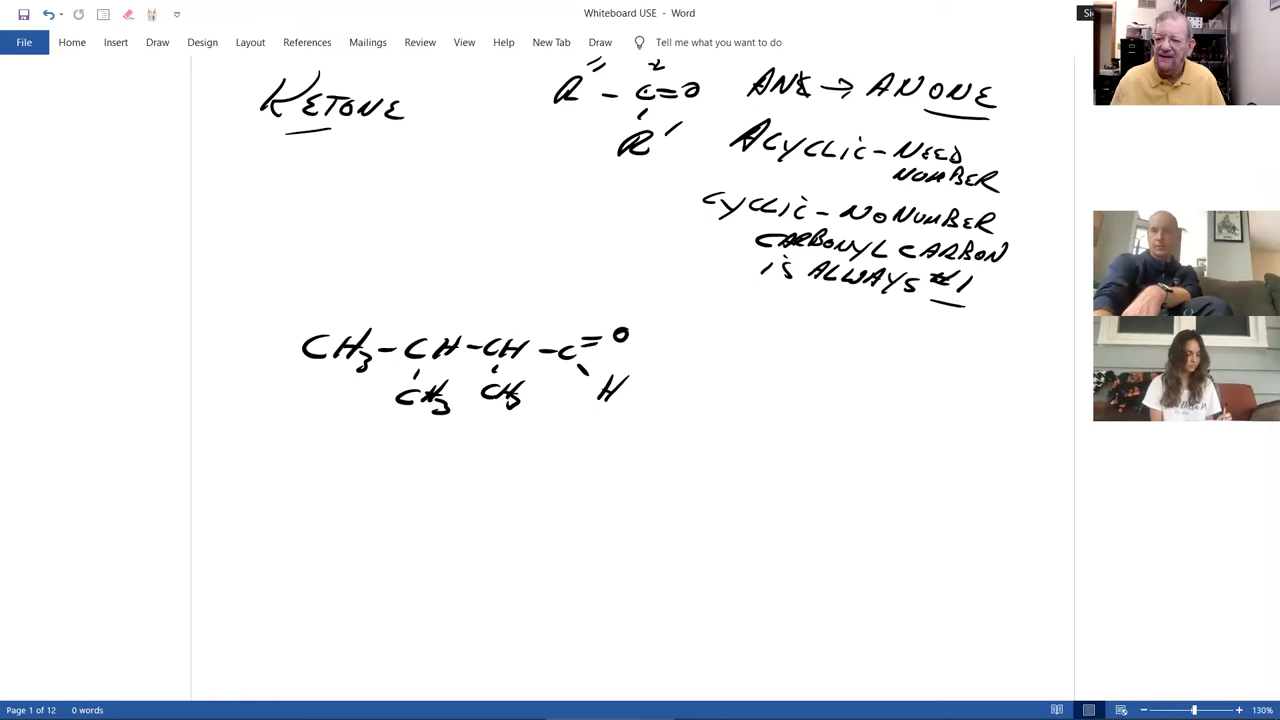 Whiteboard USE - Word
Si
File Home Insert Draw Design Layout References Mailings Review View Help New Tab Draw Tell me what you want to do
KETONE
R" - C=O
R'
ANE → ANONE
ACYCLIC - NEED
NUMBER
CYCLIC - NO NUMBER
CARBONYL CARBON
IS ALWAYS #1
CH3 - CH - CH - C = O
CH3 CH3 H
Page 1 of 12 0 words 130%